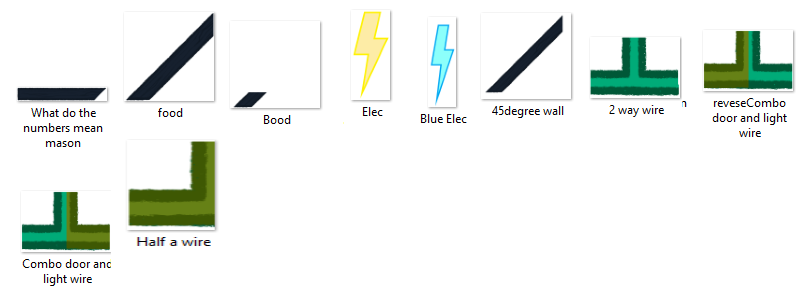 What do the
numbers mean
mason
food
Bood
Elec
Blue Elec
45degree wall
2 way wire
reveseCombo
door and light
wire
Combo door and
light wire
Half a wire